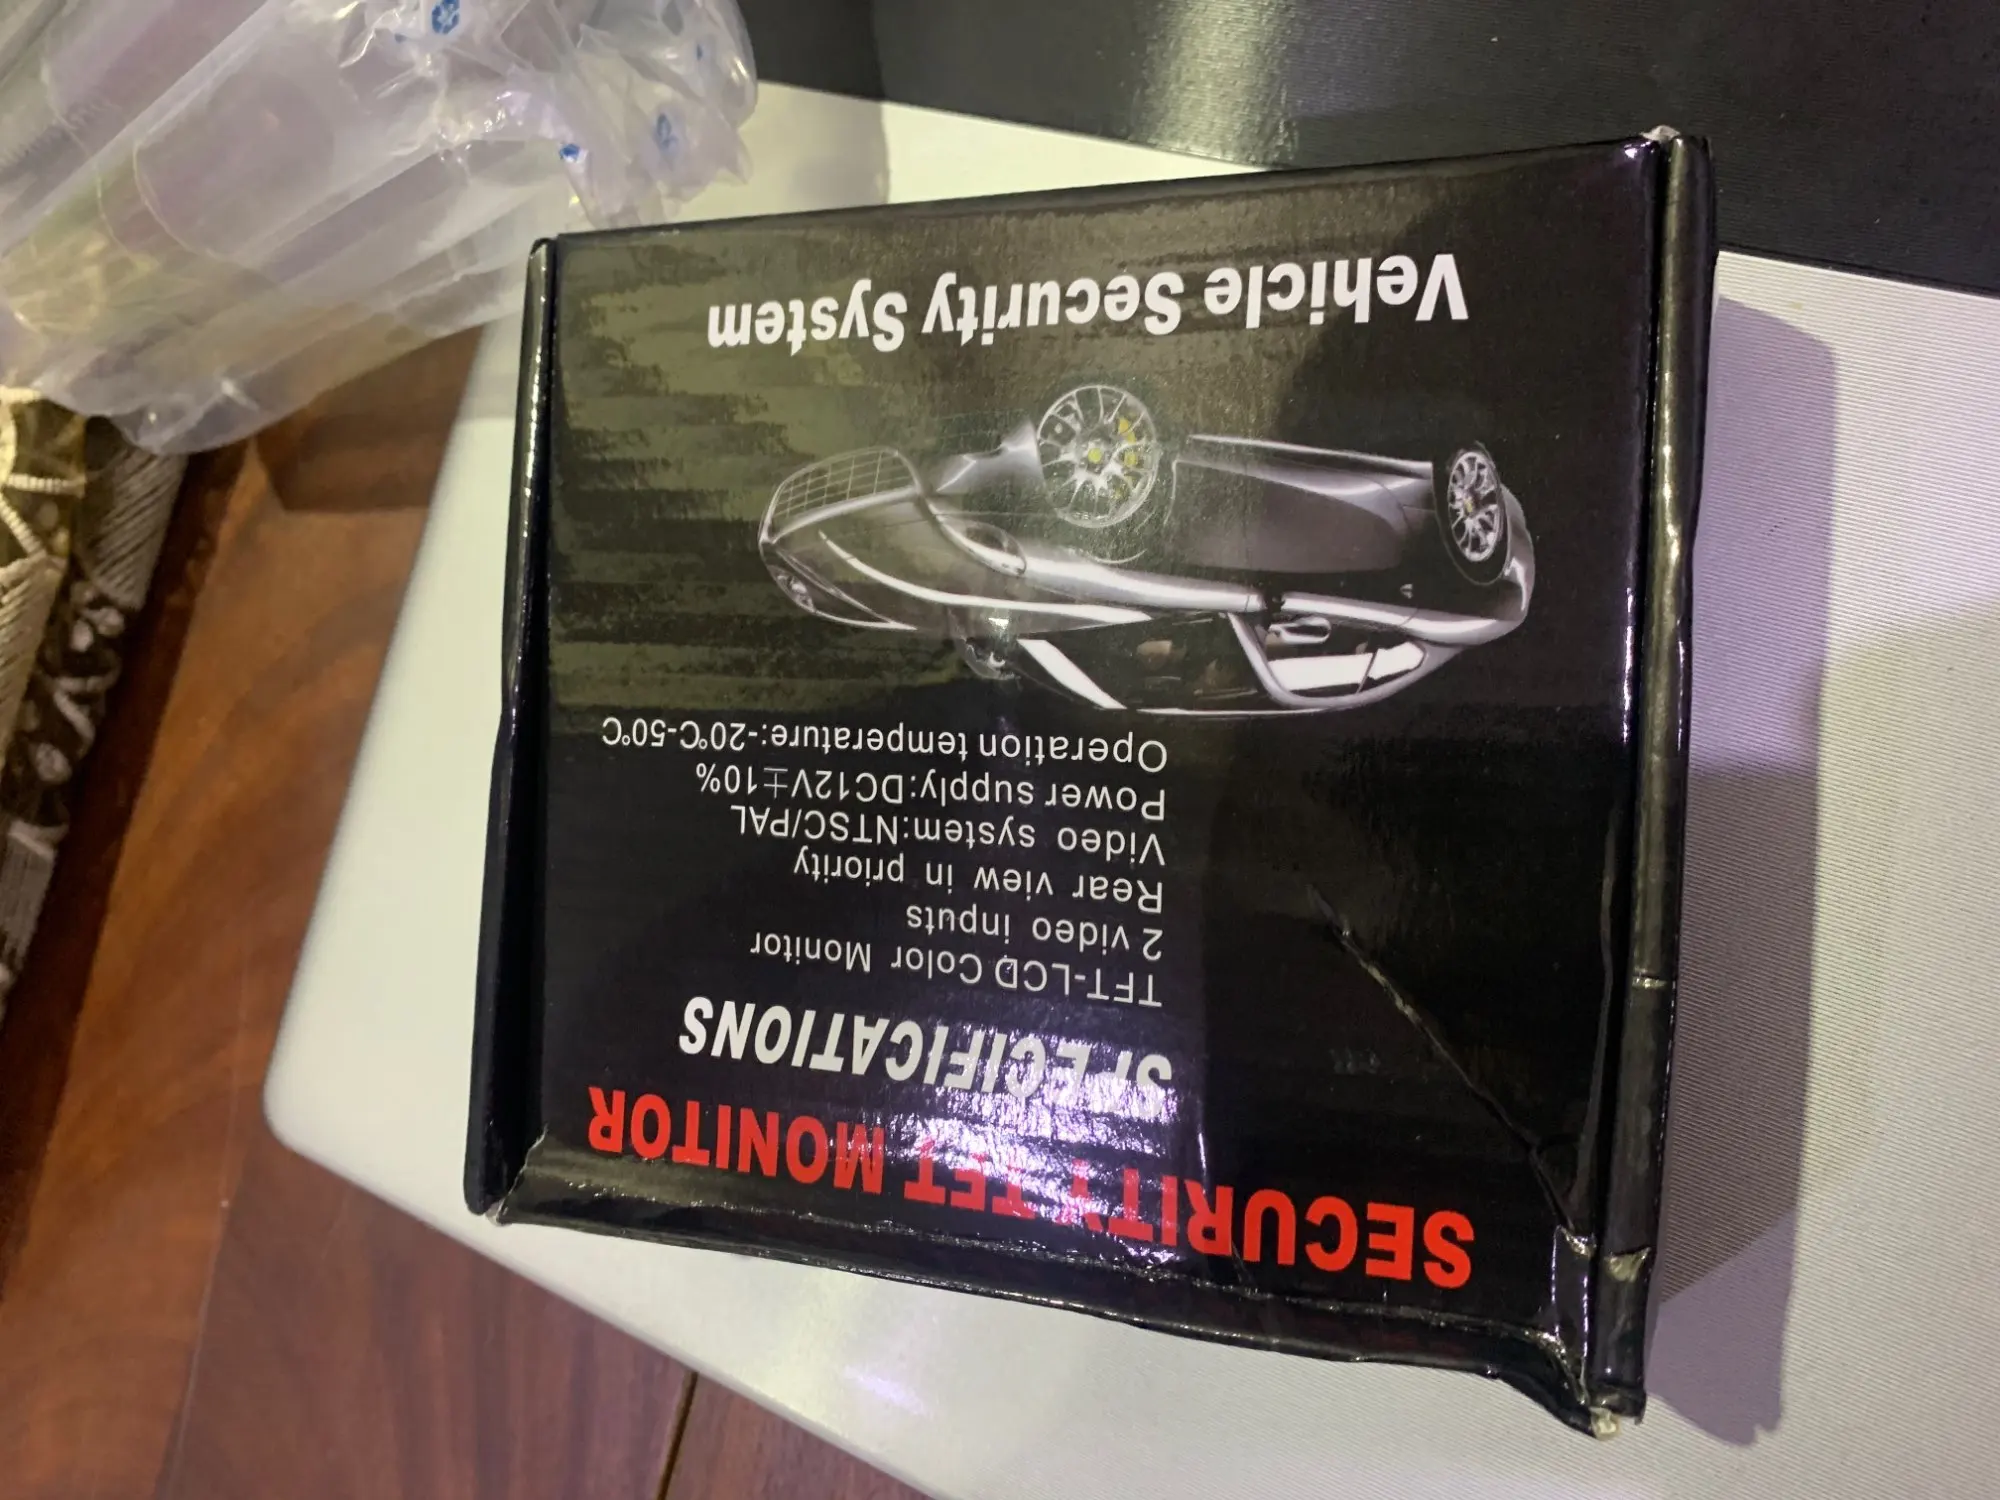 SECURITY TFT MONITOR
SPECIFICATIONS
TFT-LCD Color Monitor
2 video inputs
Rear view in priority
Video system:NTSC/PAL
Power supply:DC12V±10%
Operation temperature:-20℃-50℃
Vehicle Security System